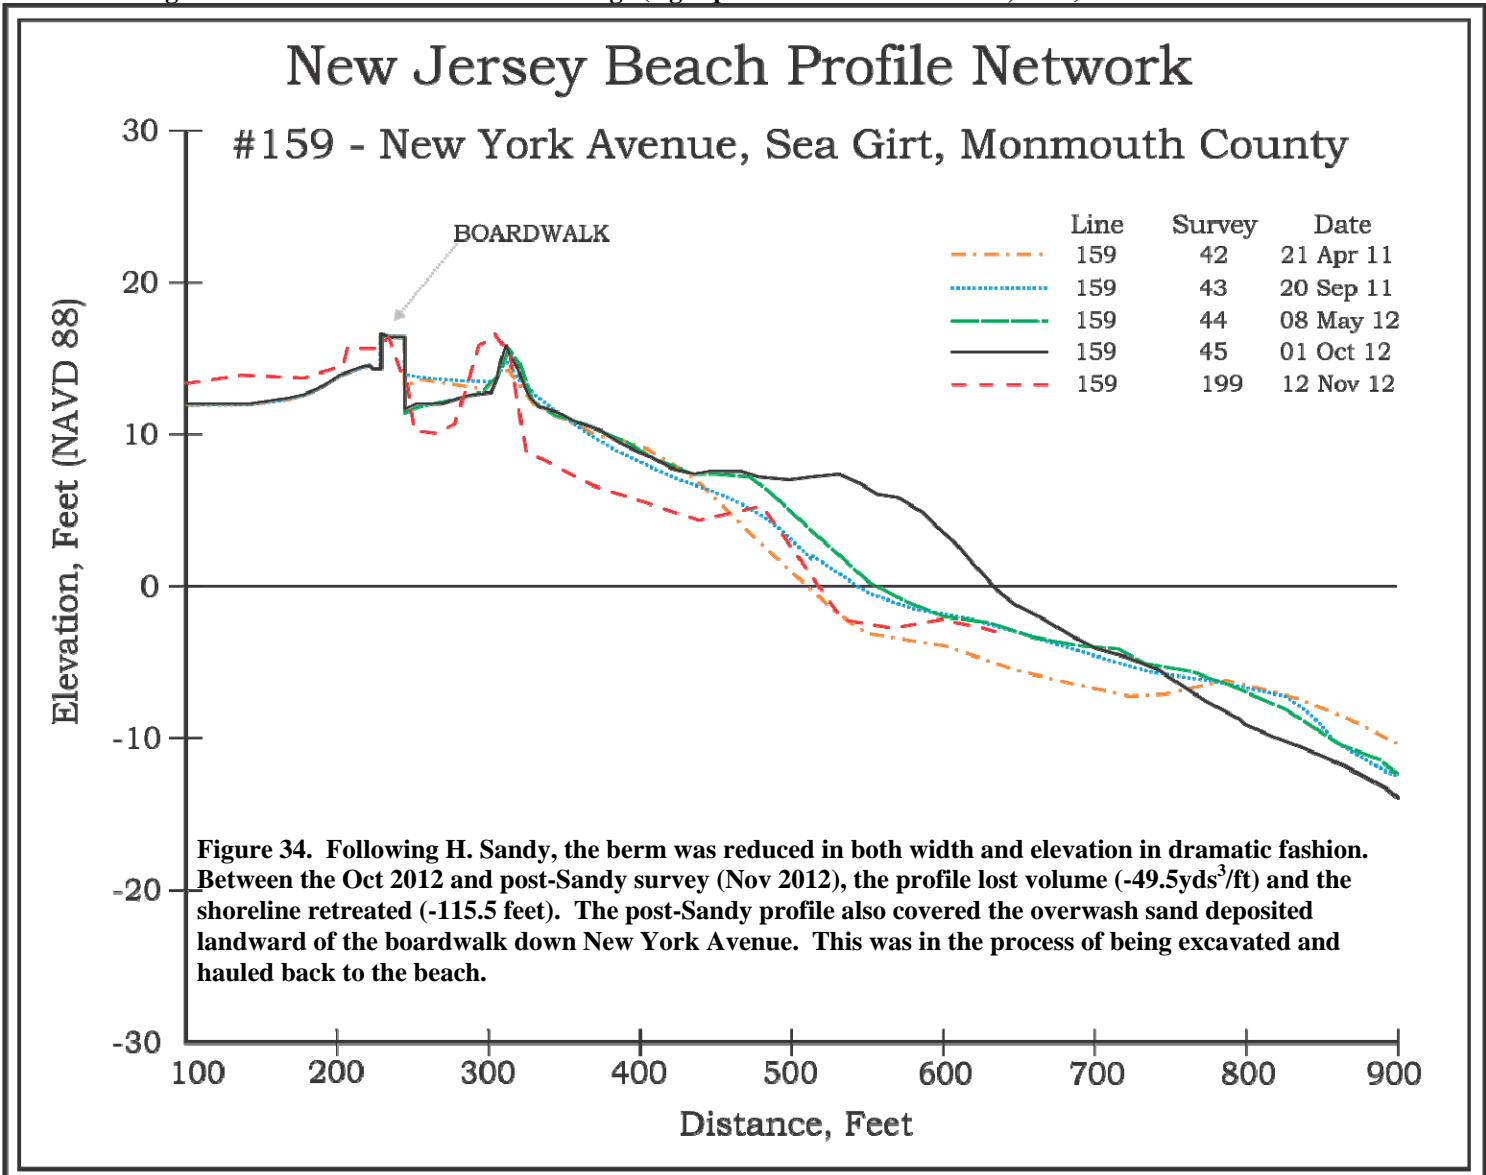 New Jersey Beach Profile Network
#159 - New York Avenue, Sea Girt, Monmouth County
BOARDWALK
Line Survey Date
159 42 21 Apr 11
159 43 20 Sep 11
159 44 08 May 12
159 45 01 Oct 12
159 199 12 Nov 12
Elevation, Feet (NAVD 88)
30
20
10
0
-10
-20
-30
Figure 34. Following H. Sandy, the berm was reduced in both width and elevation in dramatic fashion.
Between the Oct 2012 and post-Sandy survey (Nov 2012), the profile lost volume (-49.5yds³/ft) and the
shoreline retreated (-115.5 feet). The post-Sandy profile also covered the overwash sand deposited
landward of the boardwalk down New York Avenue. This was in the process of being excavated and
hauled back to the beach.
100 200 300 400 500 600 700 800 900
Distance, Feet